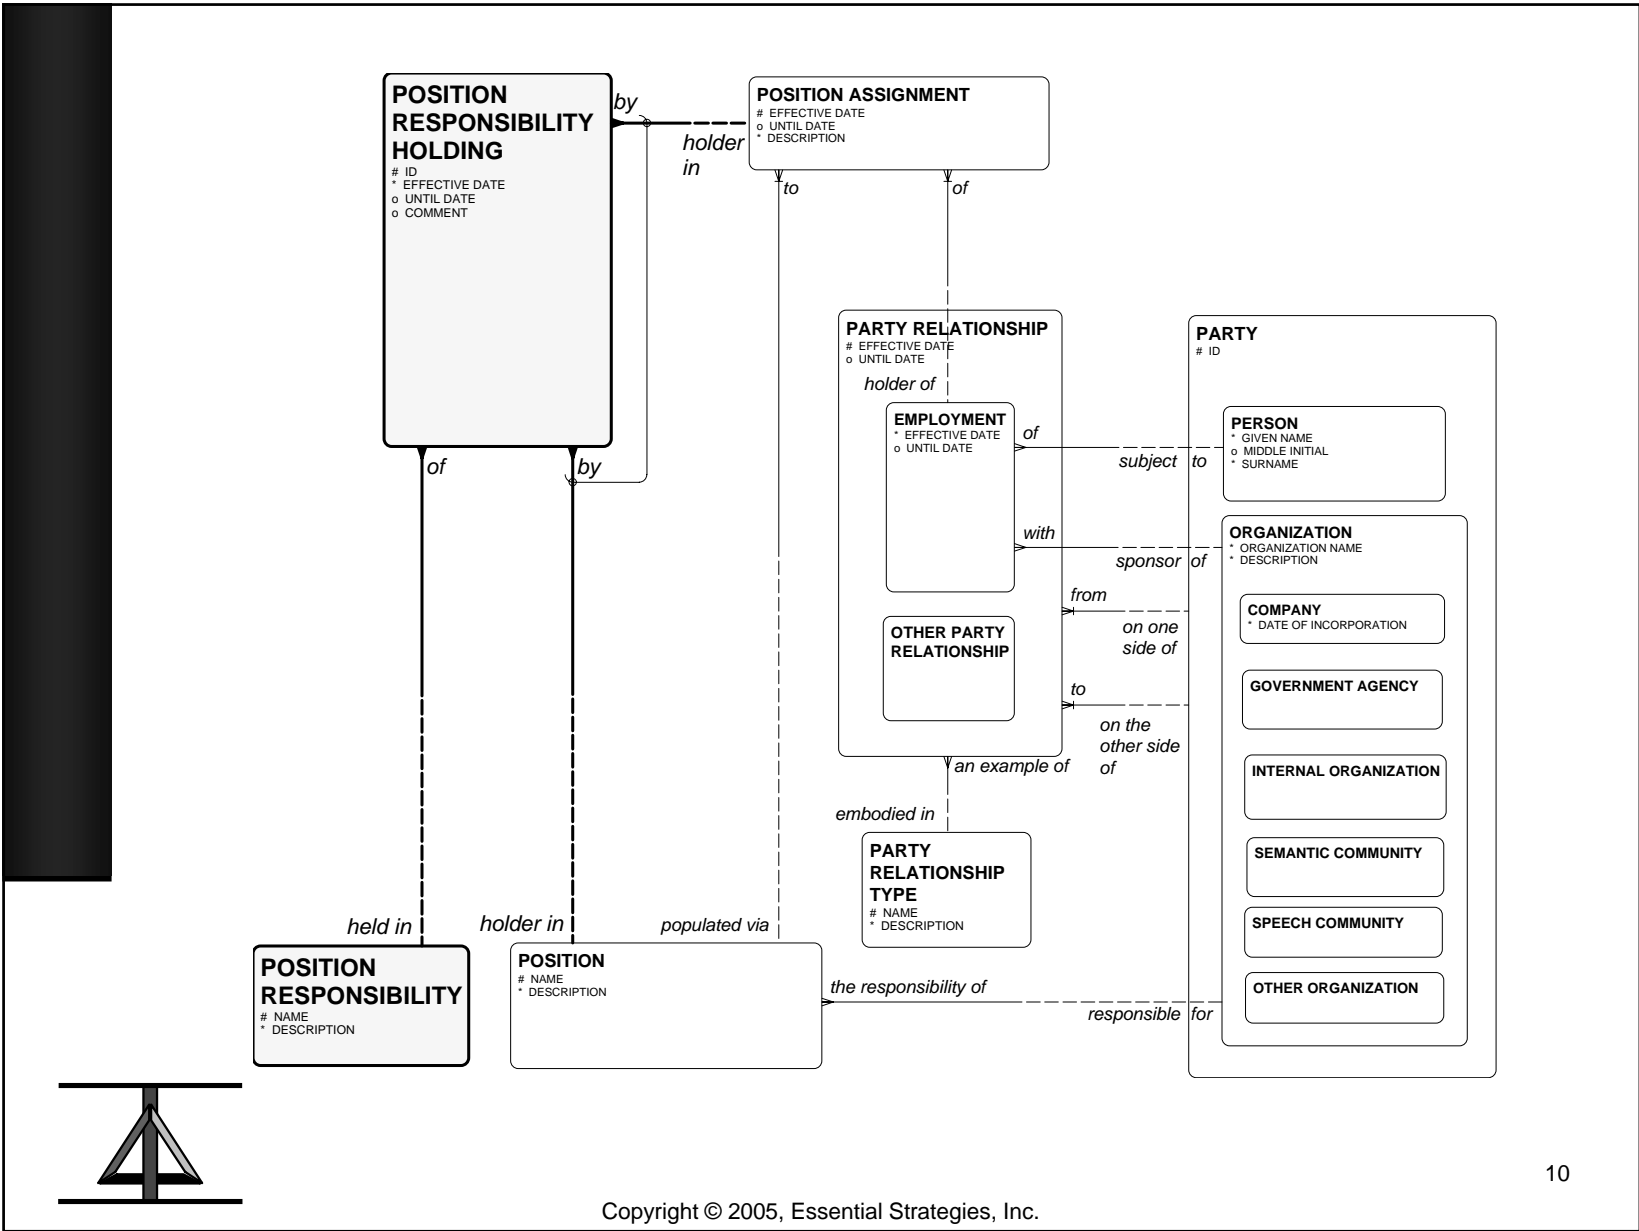 POSITION
RESPONSIBILITY
HOLDING
# ID
* EFFECTIVE DATE
o UNTIL DATE
o COMMENT
by
holder
in
POSITION ASSIGNMENT
# EFFECTIVE DATE
o UNTIL DATE
* DESCRIPTION
to
of
PARTY RELATIONSHIP
# EFFECTIVE DATE
o UNTIL DATE
holder of
EMPLOYMENT
* EFFECTIVE DATE
o UNTIL DATE
of
subject to
with
sponsor of
from
on one
side of
to
on the
other side
of
OTHER PARTY
RELATIONSHIP
an example of
embodied in
PARTY
RELATIONSHIP
TYPE
# NAME
* DESCRIPTION
PARTY
# ID
PERSON
* GIVEN NAME
o MIDDLE INITIAL
* SURNAME
ORGANIZATION
* ORGANIZATION NAME
* DESCRIPTION
COMPANY
* DATE OF INCORPORATION
GOVERNMENT AGENCY
INTERNAL ORGANIZATION
SEMANTIC COMMUNITY
SPEECH COMMUNITY
OTHER ORGANIZATION
of
by
held in
holder in
populated via
POSITION
RESPONSIBILITY
# NAME
* DESCRIPTION
POSITION
# NAME
* DESCRIPTION
the responsibility of
responsible for
10
Copyright © 2005, Essential Strategies, Inc.